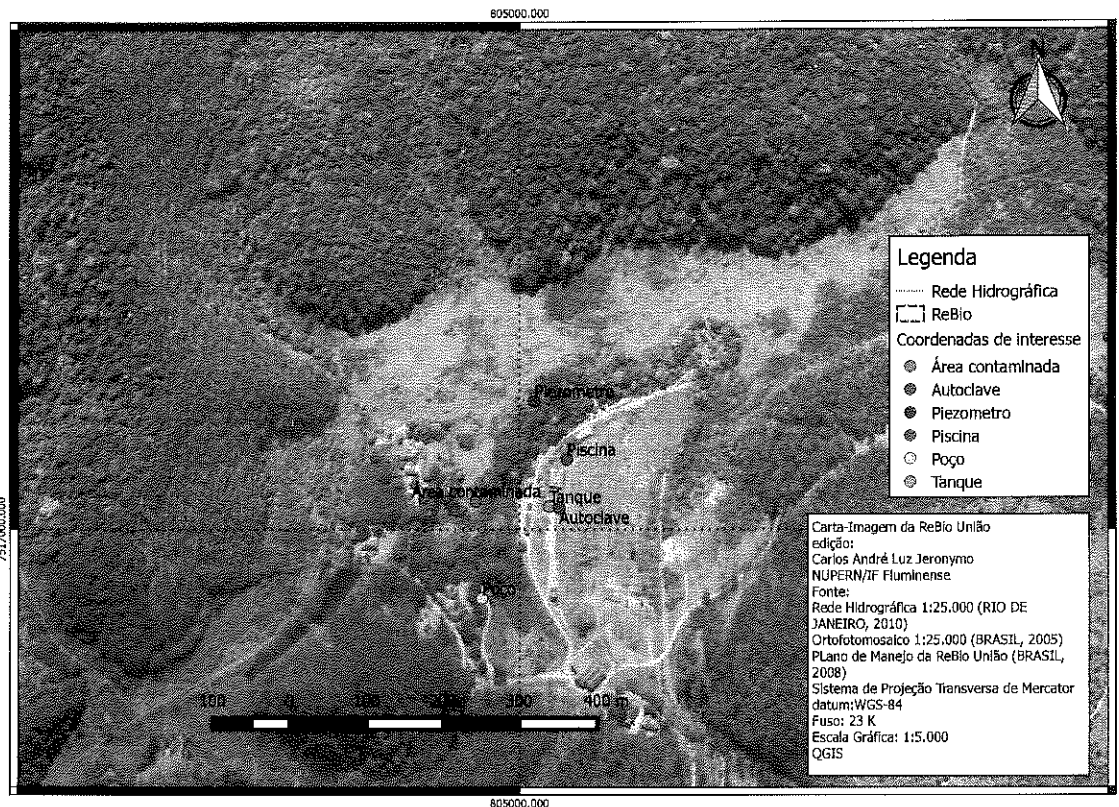 805000.000
N
Legenda
Rede Hidrográfica
ReBio
Coordenadas de interesse
Área contaminada
Autoclave
Piezometro
Piscina
Poço
Tanque
Piezometro
Piscina
Área contaminada
Tanque
Autoclave
7517000.000
Poço
100 0 100 200 300 400 m
Carta-Imagem da ReBio União
edição:
Carlos André Luz Jeronymo
NUPERN/IF Fluminense
Fonte:
Rede Hidrográfica 1:25.000 (RIO DE
JANEIRO, 2010)
Ortofotomosaico 1:25.000 (BRASIL, 2005)
PLano de Manejo da ReBio União (BRASIL,
2008)
Sistema de Projeção Transversa de Mercator
datum:WGS-84
Fuso: 23 K
Escala Gráfica: 1:5.000
QGIS
805000.000